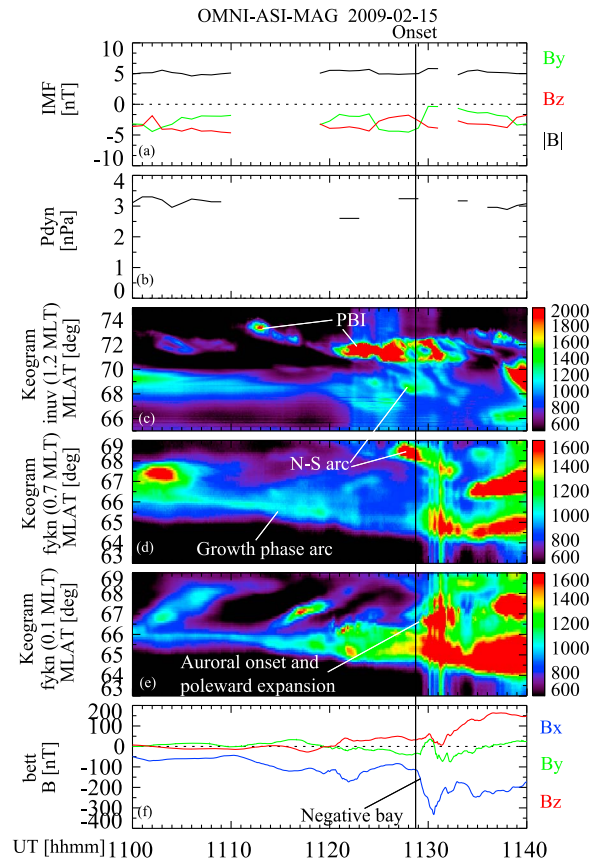 OMNI-ASI-MAG 2009-02-15
Onset
IMF
[nT]
10
5
0
-5
-10
(a)
By
Bz
|B|
Pdyn
[nPa]
4
3
2
1
0
(b)
Keogram
inuv (1.2 MLT)
MLAT [deg]
74
72
70
68
66
(c)
PBI
2000
1800
1600
1400
1200
1000
800
600
Keogram
fykn (0.7 MLT)
MLAT [deg]
69
68
67
66
65
64
63
(d)
N-S arc
Growth phase arc
1600
1400
1200
1000
800
600
Keogram
fykn (0.1 MLT)
MLAT [deg]
69
68
67
66
65
64
63
(e)
Auroral onset and
poleward expansion
1600
1400
1200
1000
800
600
bett
B [nT]
200
100
0
-100
-200
-300
-400
(f)
Negative bay
Bx
By
Bz
UT [hhmm]
1100 1110 1120 1130 1140